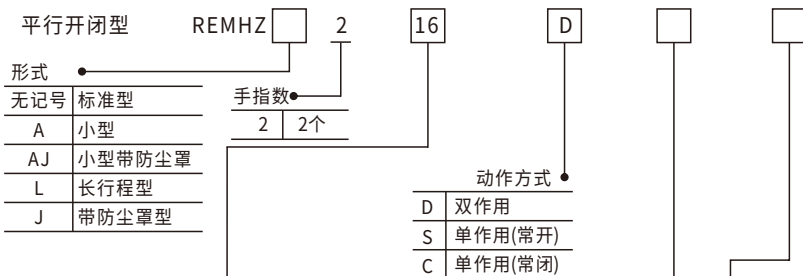 平行开闭型 REMHZ 2 16 D
形式
无记号 标准型
A 小型
AJ 小型带防尘罩
L 长行程型
J 带防尘罩型
手指数
2 2个
动作方式
D 双作用
S 单作用(常开)
C 单作用(常闭)